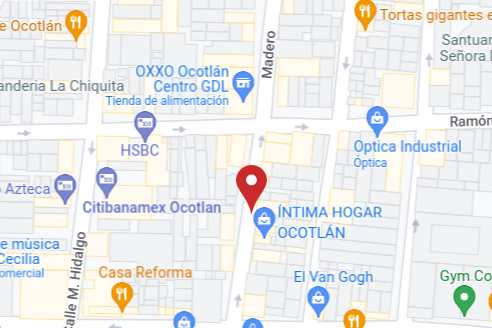 Tortas gigantes e
e Ocotlán
Madero
Santuar
Señora
OXXO Ocotlán
Centro GDL
Tienda de alimentación
anderia La Chiquita
Ramón
HSBC
Optica Industrial
Óptica
Azteca
Citibanamex Ocotlan
ÍNTIMA HOGAR
OCOTLÁN
e música
Cecilia
omercial
Calle M. Hidalgo
Casa Reforma
El Van Gogh
Gym Co